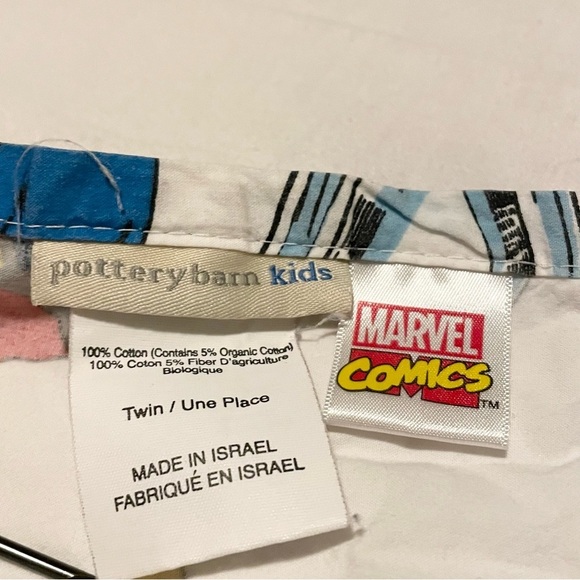 potterybarn kids
100% Cotton (Contains 5% Organic Cotton)
100% Coton 5% Fiber D'agriculture
Biologique
Twin / Une Place
MADE IN ISRAEL
FABRIQUÉ EN ISRAEL
MARVEL
COMICS
TM